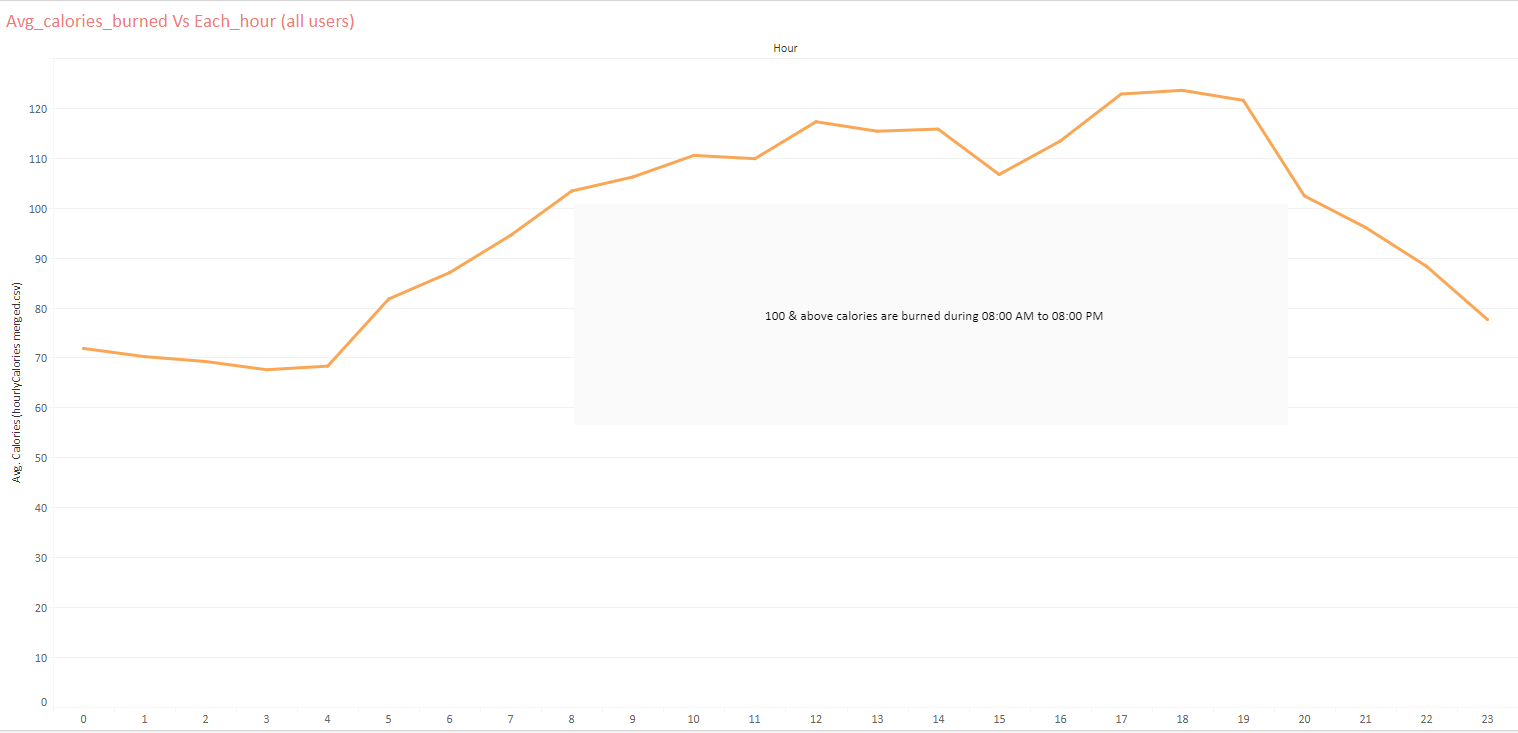 Avg_calories_burned Vs Each_hour (all users)
Hour
Avg. Calories (hourlyCalories merged.csv)
120
110
100
90
80
70
60
50
40
30
20
10
0
100 & above calories are burned during 08:00 AM to 08:00 PM
0 1 2 3 4 5 6 7 8 9 10 11 12 13 14 15 16 17 18 19 20 21 22 23